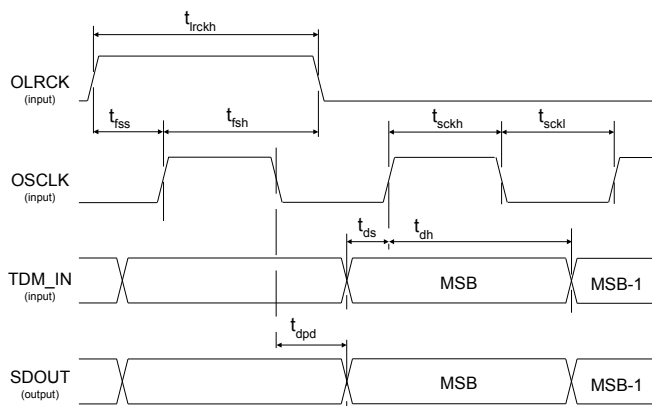 t_lrckh
OLRCK
(input)
t_fss
t_fsh
t_sckh
t_sckl
OSCLK
(input)
t_ds
t_dh
TDM_IN
(input)
MSB
MSB-1
t_dpd
SDOUT
(output)
MSB
MSB-1